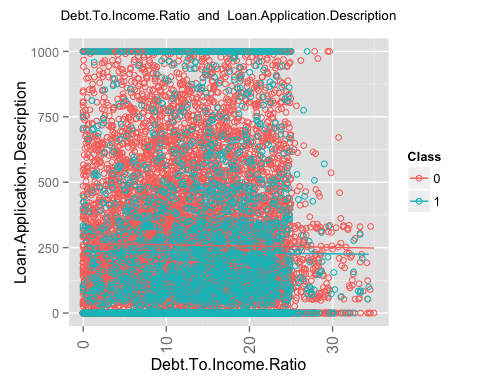 Debt.To.Income.Ratio and Loan.Application.Description
1000
750
500
250
0
Loan.Application.Description
0
10
20
30
Debt.To.Income.Ratio
Class
0
1